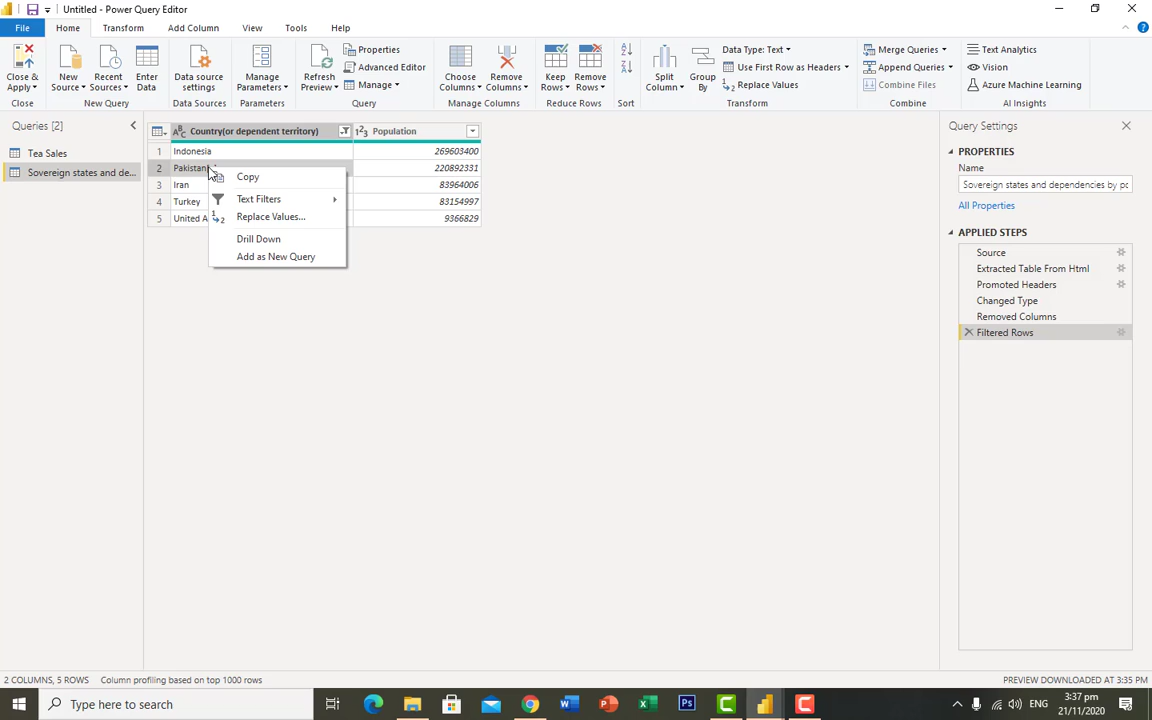 Untitled - Power Query Editor
File Home Transform Add Column View Tools Help
Close & Apply
New Source
Recent Sources
Enter Data
Data source settings
Manage Parameters
Refresh Preview
Properties
Advanced Editor
Manage
Choose Columns
Remove Columns
Keep Rows
Remove Rows
Split Column
Group By
Data Type: Text
Use First Row as Headers
Replace Values
Merge Queries
Append Queries
Combine Files
Text Analytics
Vision
Azure Machine Learning
Close New Query Data Sources Parameters Query Manage Columns Reduce Rows Sort Transform Combine AI Insights
Queries [2]
Tea Sales
Sovereign states and de...
Country(or dependent territory) Population
1 Indonesia 269603400
2 Pakistan 220892331
3 Iran 83964006
4 Turkey 83154997
5 United A 9366829
Copy
Text Filters
Replace Values...
Drill Down
Add as New Query
Query Settings
PROPERTIES
Name
Sovereign states and dependencies by po
All Properties
APPLIED STEPS
Source
Extracted Table From Html
Promoted Headers
Changed Type
Removed Columns
Filtered Rows
2 COLUMNS, 5 ROWS Column profiling based on top 1000 rows PREVIEW DOWNLOADED AT 3:35 PM
Type here to search
ENG
3:37 pm
21/11/2020